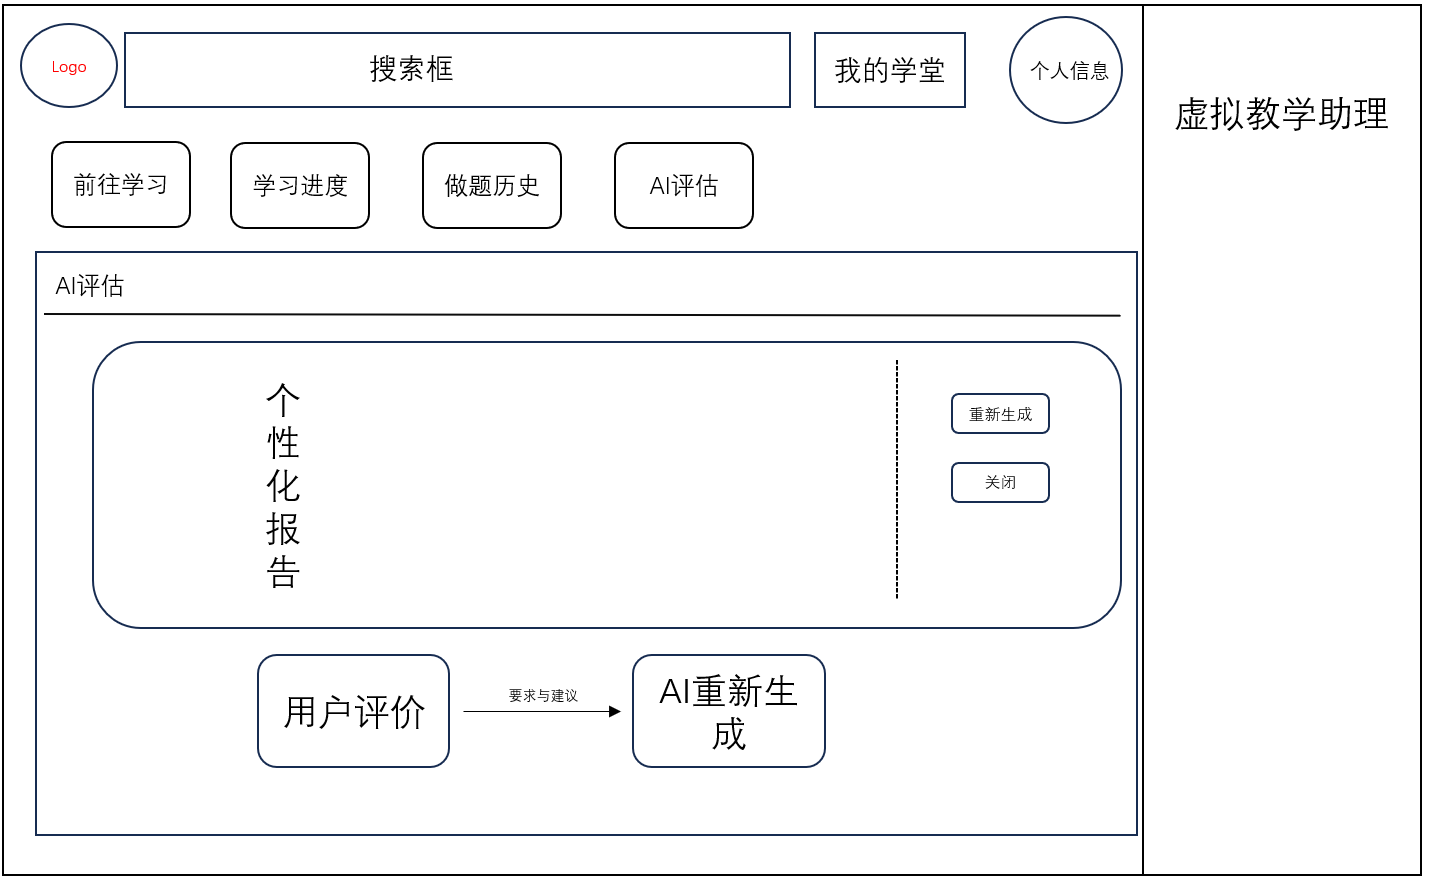 Logo
搜索框
我的学堂
个人信息
虚拟教学助理
前往学习
学习进度
做题历史
AI评估
AI评估
个
性
化
报
告
重新生成
关闭
用户评价
要求与建议
AI重新生
成